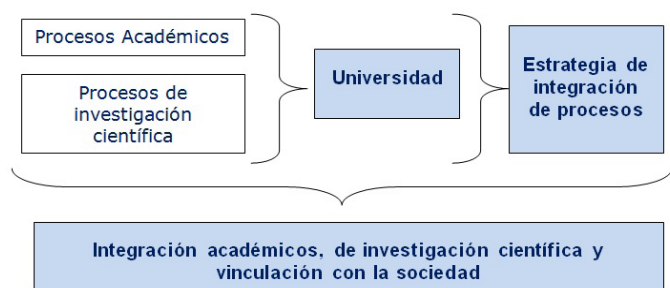 Procesos Académicos
Procesos de
investigación
científica
Universidad
Estrategia de
integración
de procesos
Integración académicos, de investigación científica y
vinculación con la sociedad